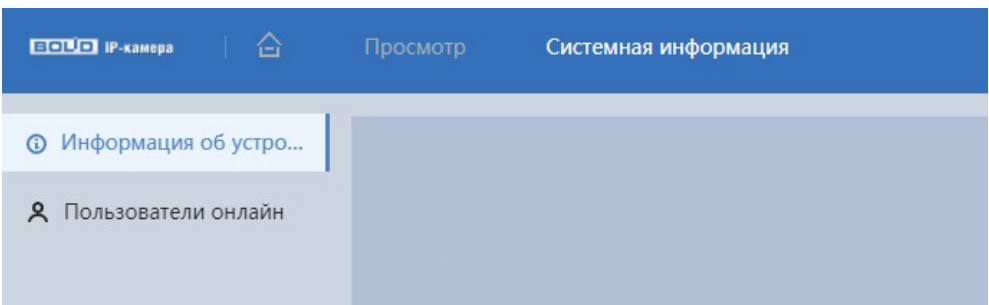 BOLID IP-камера Просмотр Системная информация
Информация об устро...
Пользователи онлайн